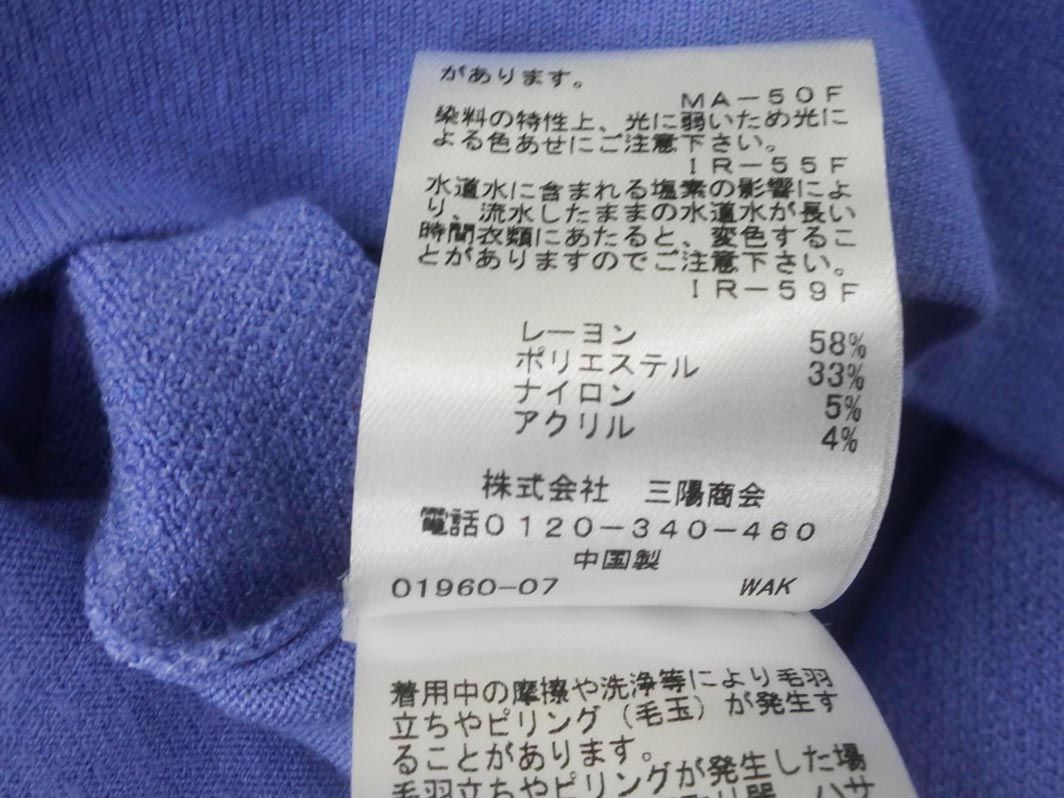 があります。
MA－50F
染料の特性上、光に弱いため光に
よる色あせにご注意下さい。
IR－55F
水道水に含まれる塩素の影響によ
り、流水したままの水道水が長い
時間衣類にあたると、変色するこ
とがありますのでご注意下さい。
IR－59F
レーヨン 58%
ポリエステル 33%
ナイロン 5%
アクリル 4%
株式会社　三陽商会
電話0120－340－460
中国製
01960-07 WAK
着用中の摩擦や洗浄等により毛羽
立ちやピリング（毛玉）が発生す
ることがあります。
毛羽立ちやピリングが発生した場
ハサ